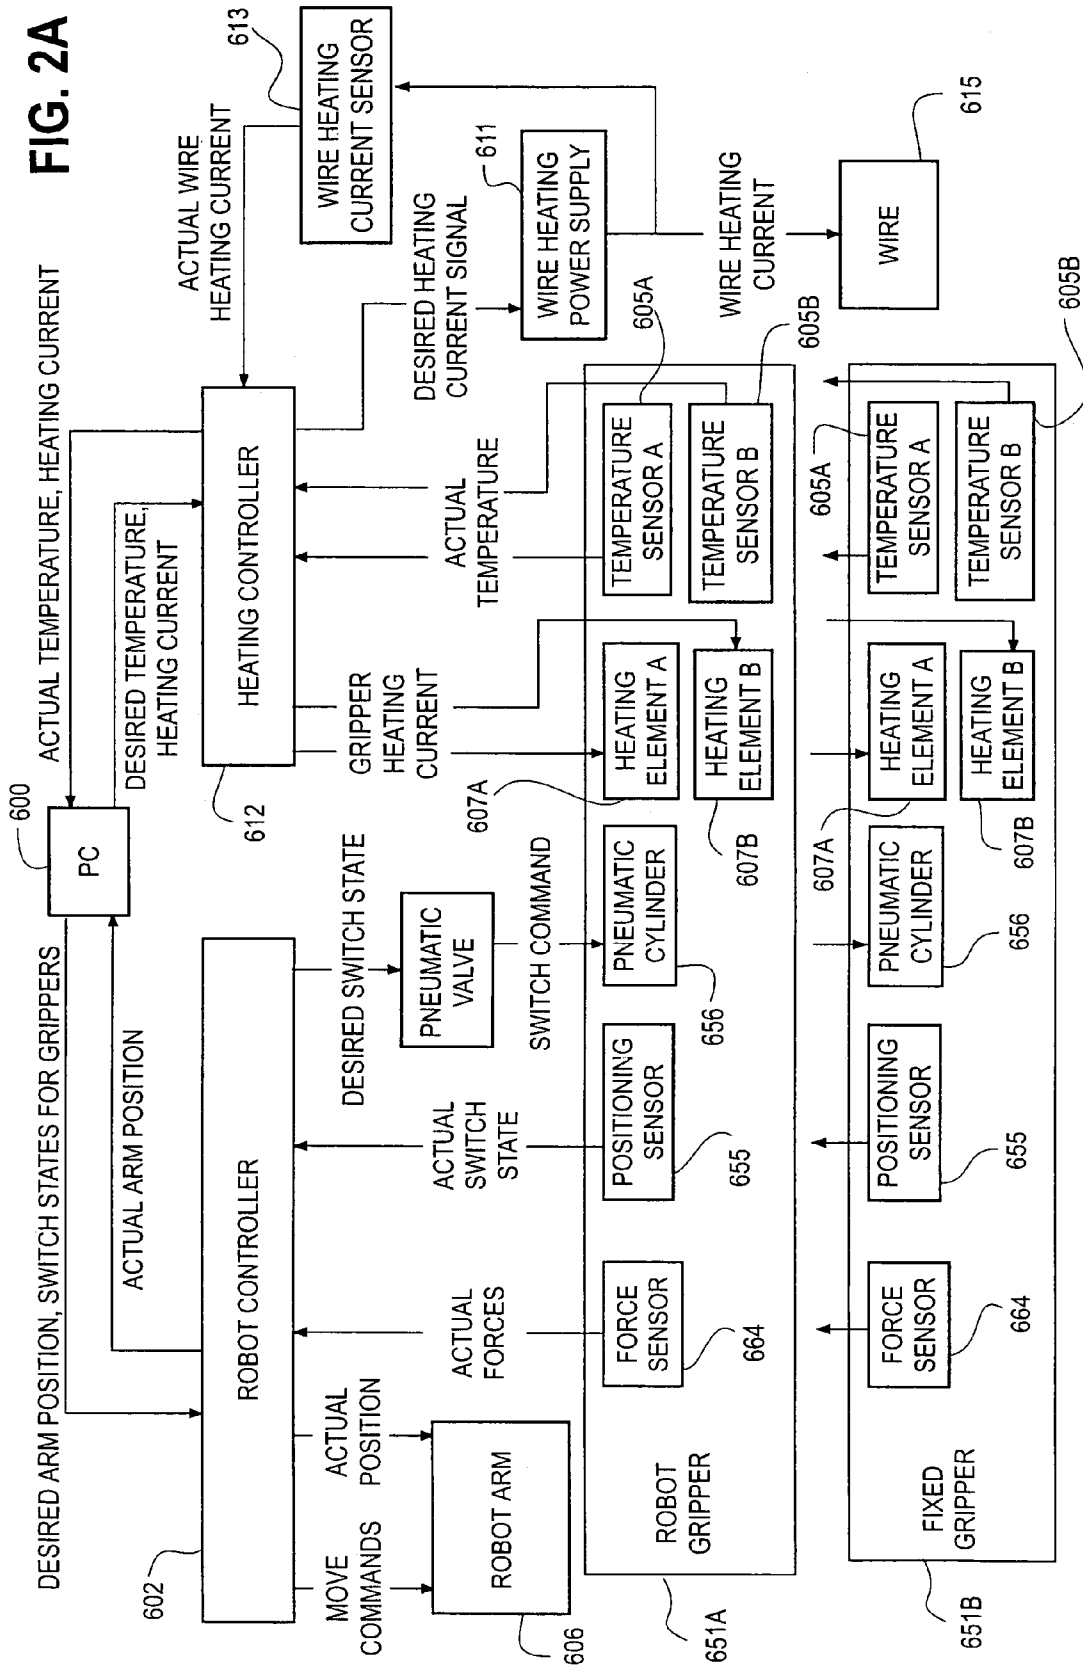 FIG. 2A
DESIRED ARM POSITION, SWITCH STATES FOR GRIPPERS
ACTUAL ARM POSITION
600
PC
ACTUAL TEMPERATURE, HEATING CURRENT
DESIRED TEMPERATURE,
HEATING CURRENT
602
ROBOT CONTROLLER
612
HEATING CONTROLLER
ACTUAL WIRE
HEATING CURRENT
613
WIRE HEATING
CURRENT SENSOR
MOVE
COMMANDS
ACTUAL
POSITION
ACTUAL
FORCES
ACTUAL
SWITCH
STATE
DESIRED SWITCH STATE
PNEUMATIC
VALVE
SWITCH COMMAND
GRIPPER
HEATING
CURRENT
ACTUAL
TEMPERATURE
DESIRED HEATING
CURRENT SIGNAL
611
WIRE HEATING
POWER SUPPLY
WIRE HEATING
CURRENT
615
WIRE
606
ROBOT ARM
651A
ROBOT
GRIPPER
FORCE
SENSOR
664
POSITIONING
SENSOR
655
PNEUMATIC
CYLINDER
656
607A
HEATING
ELEMENT A
607B
HEATING
ELEMENT B
605A
TEMPERATURE
SENSOR A
605B
TEMPERATURE
SENSOR B
651B
FIXED
GRIPPER
FORCE
SENSOR
664
POSITIONING
SENSOR
655
PNEUMATIC
CYLINDER
656
607A
HEATING
ELEMENT A
607B
HEATING
ELEMENT B
605A
TEMPERATURE
SENSOR A
605B
TEMPERATURE
SENSOR B